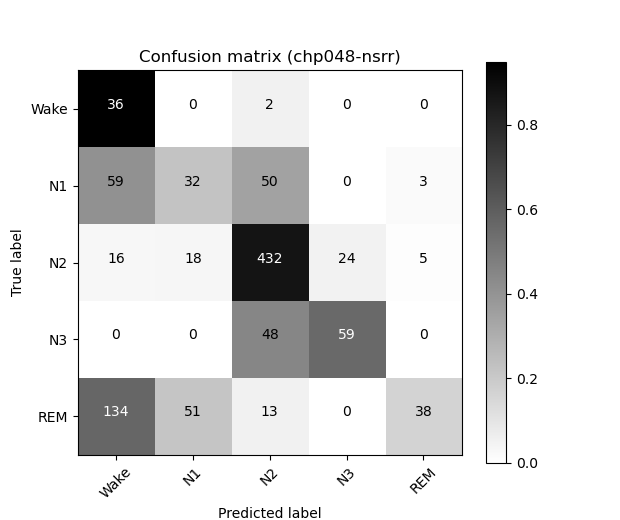 Confusion matrix (chp048-nsrr)
Wake 36 0 2 0 0
N1 59 32 50 0 3
N2 16 18 432 24 5
N3 0 0 48 59 0
REM 134 51 13 0 38
Wake N1 N2 N3 REM
Predicted label
True label
0.8
0.6
0.4
0.2
0.0